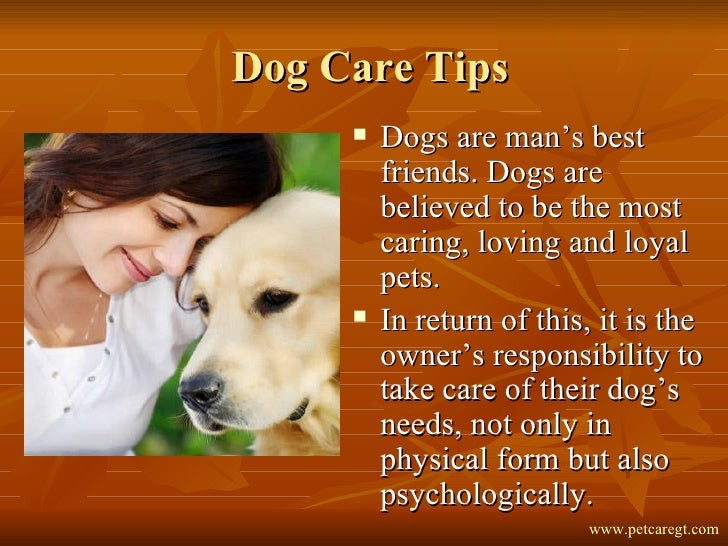 Dog Care Tips
Dogs are man’s best
friends. Dogs are
believed to be the most
caring, loving and loyal
pets.
In return of this, it is the
owner’s responsibility to
take care of their dog’s
needs, not only in
physical form but also
psychologically.
www.petcaregt.com